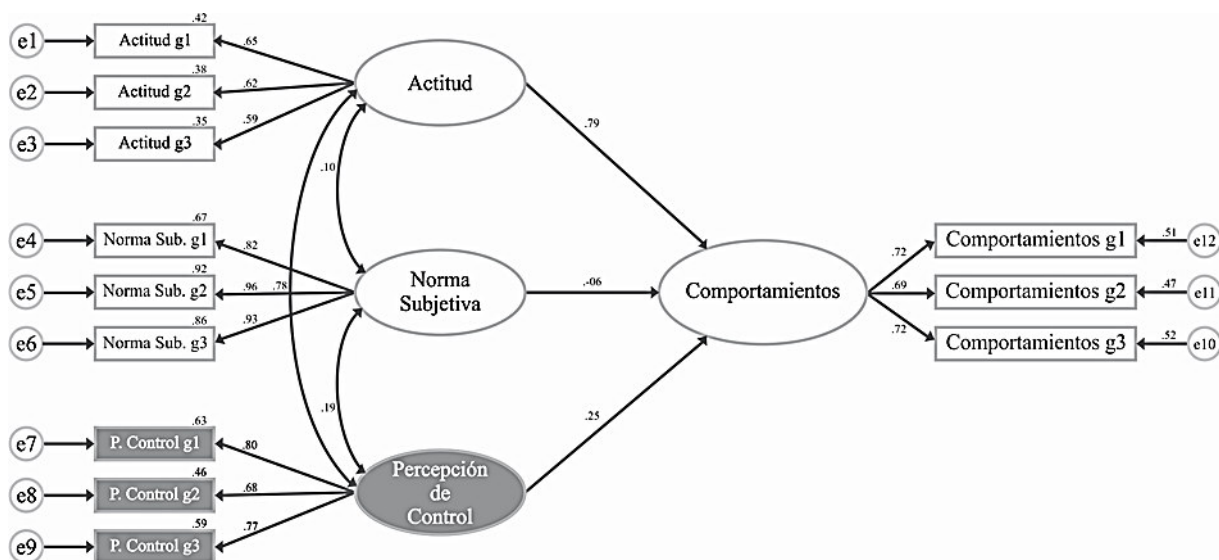 .42
e1
Actitud g1
.65
.38
e2
Actitud g2
.62
.35
e3
Actitud g3
.59
Actitud
.79
.10
.67
e4
Norma Sub. g1
.82
.92
e5
Norma Sub. g2
.96
.78
.86
e6
Norma Sub. g3
.93
Norma
Subjetiva
-.06
Comportamientos
.72
Comportamientos g1
.51
e12
.69
Comportamientos g2
.47
e11
.72
Comportamientos g3
.52
e10
.19
.25
.63
e7
P. Control g1
.80
.46
e8
P. Control g2
.68
.59
e9
P. Control g3
.77
Percepción
de
Control